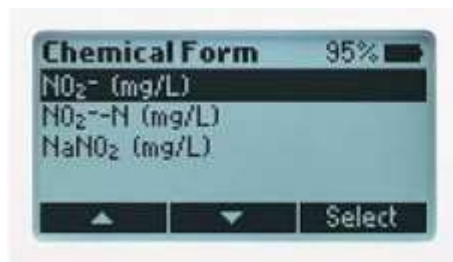 Chemical Form 95%
NO₂⁻ (mg/L)
NO₂⁻-N (mg/L)
NaNO₂ (mg/L)
▲ ▼ Select